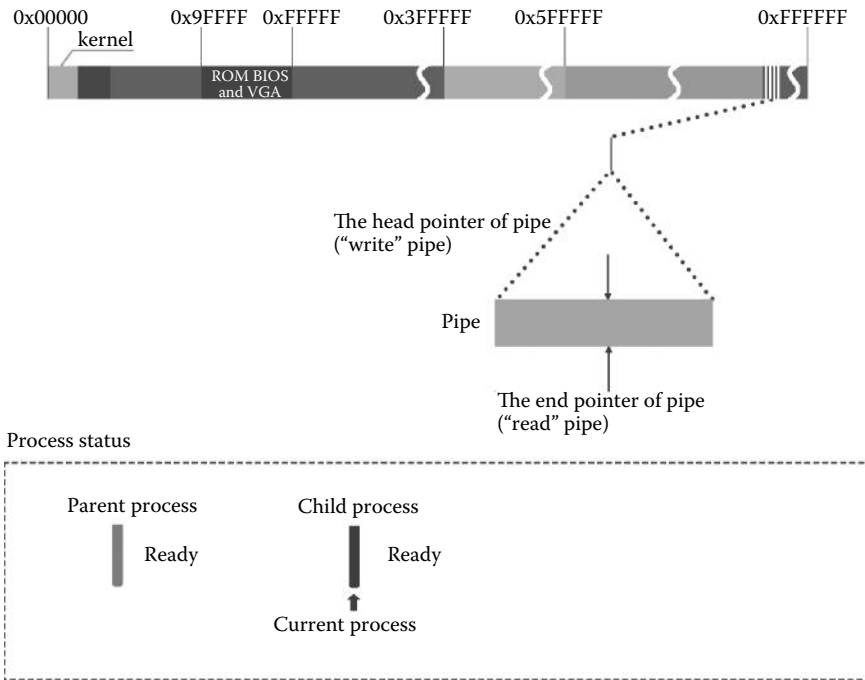 0x00000 0x9FFFF 0xFFFFF 0x3FFFFF 0x5FFFFF 0xFFFFFF
kernel
ROM BIOS
and VGA
The head pointer of pipe
(“write” pipe)
Pipe
The end pointer of pipe
(“read” pipe)
Process status
Parent process Child process
Ready Ready
Current process